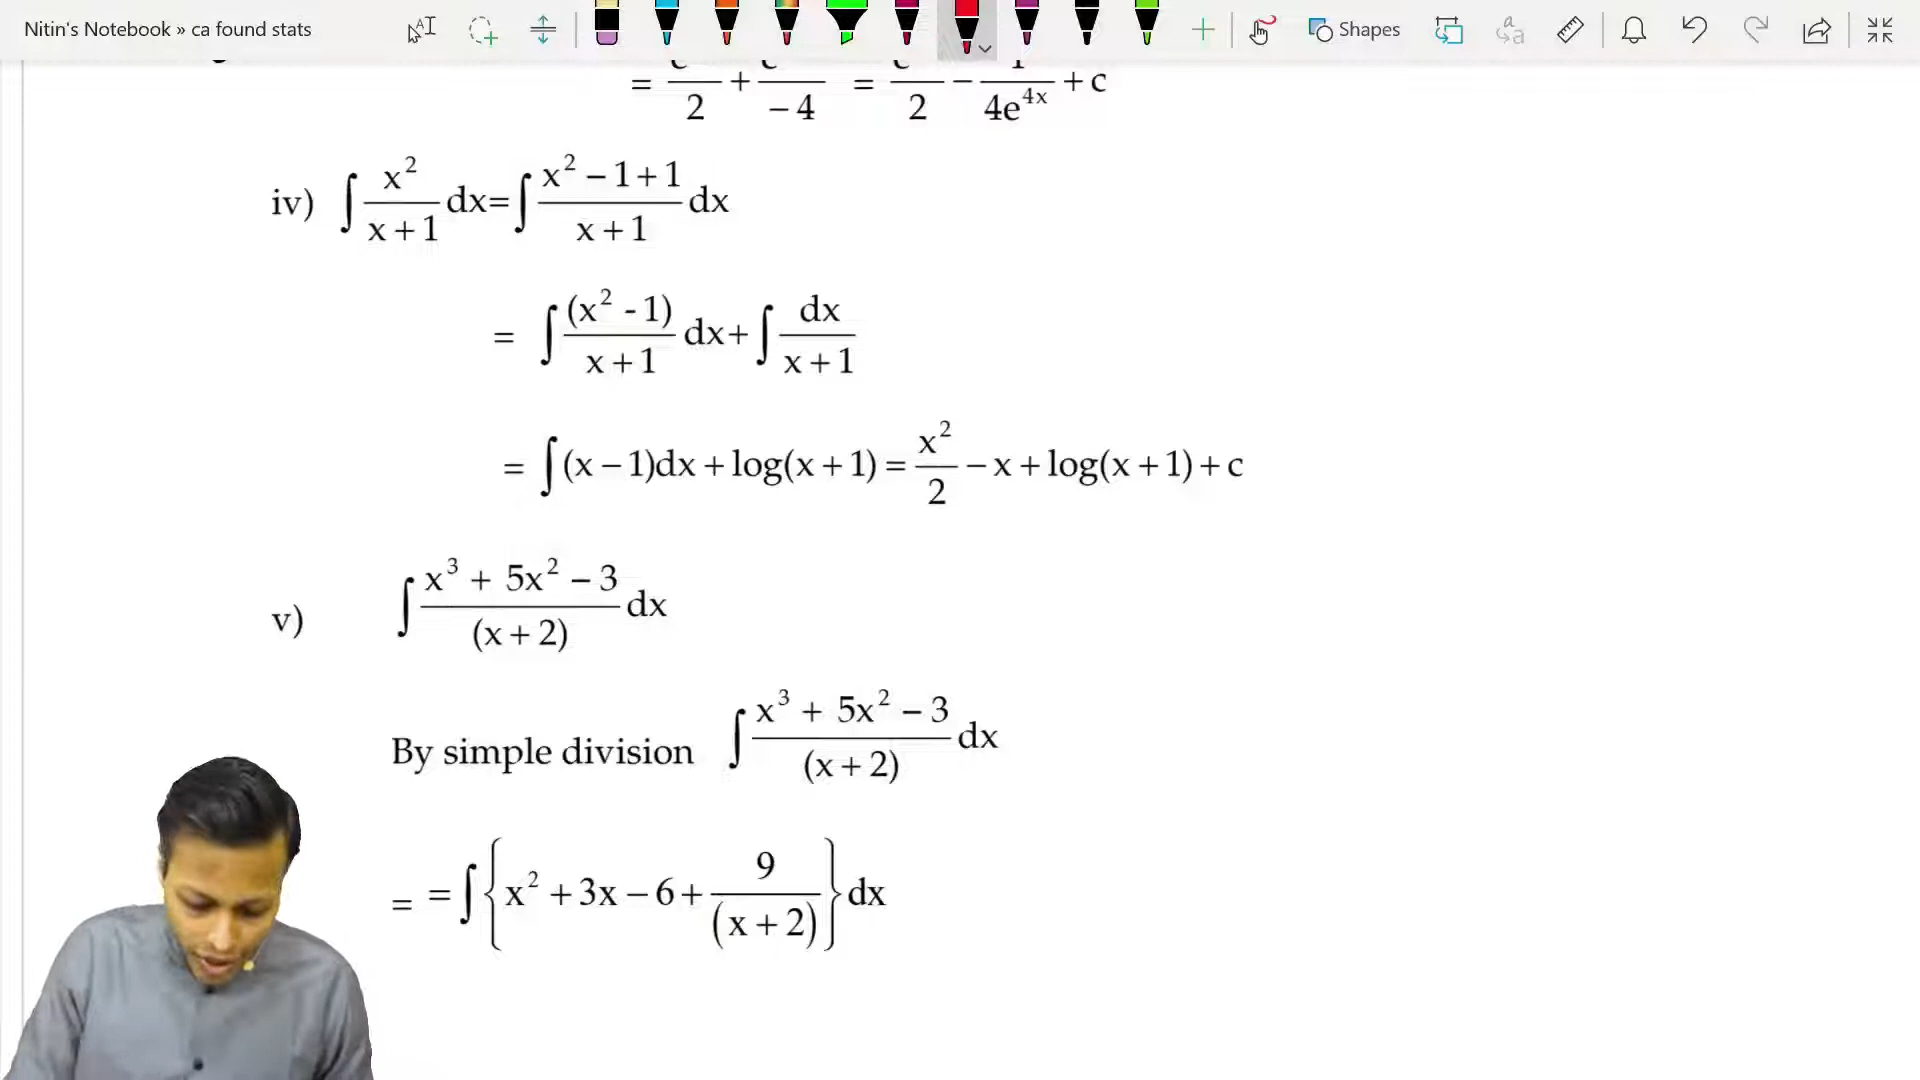 Nitin's Notebook » ca found stats
Shapes
= /2 + /−4 = /2 − 1/4e^4x + c
iv) ∫ x²/x+1 dx=∫ x²−1+1/x+1 dx
= ∫ (x²-1)/x+1 dx+∫ dx/x+1
= ∫(x−1)dx+log(x+1)=x²/2−x+log(x+1)+c
v) ∫ x³ + 5x² − 3/(x+2) dx
By simple division ∫ x³ + 5x² − 3/(x+2) dx
= =∫{x²+3x−6+9/(x+2)}dx